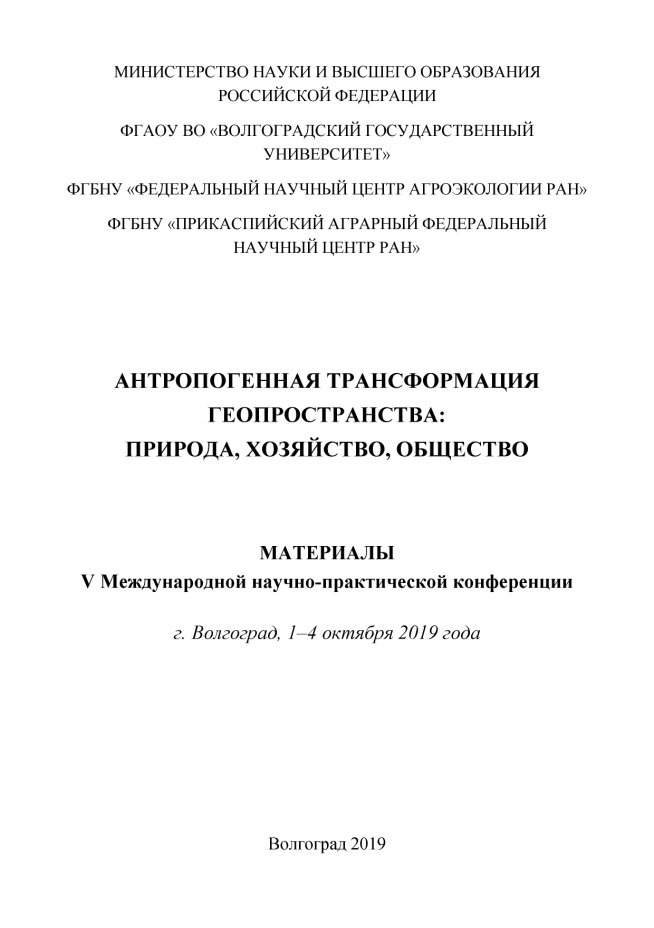 МИНИСТЕРСТВО НАУКИ И ВЫСШЕГО ОБРАЗОВАНИЯ
РОССИЙСКОЙ ФЕДЕРАЦИИ
ФГАОУ ВО «ВОЛГОГРАДСКИЙ ГОСУДАРСТВЕННЫЙ
УНИВЕРСИТЕТ»
ФГБНУ «ФЕДЕРАЛЬНЫЙ НАУЧНЫЙ ЦЕНТР АГРОЭКОЛОГИИ РАН»
ФГБНУ «ПРИКАСПИЙСКИЙ АГРАРНЫЙ ФЕДЕРАЛЬНЫЙ
НАУЧНЫЙ ЦЕНТР РАН»
АНТРОПОГЕННАЯ ТРАНСФОРМАЦИЯ
ГЕОПРОСТРАНСТВА:
ПРИРОДА, ХОЗЯЙСТВО, ОБЩЕСТВО
МАТЕРИАЛЫ
V Международной научно-практической конференции
г. Волгоград, 1–4 октября 2019 года
Волгоград 2019